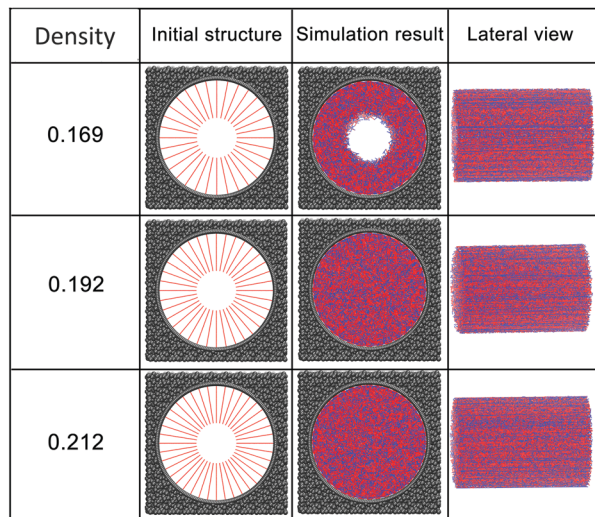 Density Initial structure Simulation result Lateral view
0.169
0.192
0.212